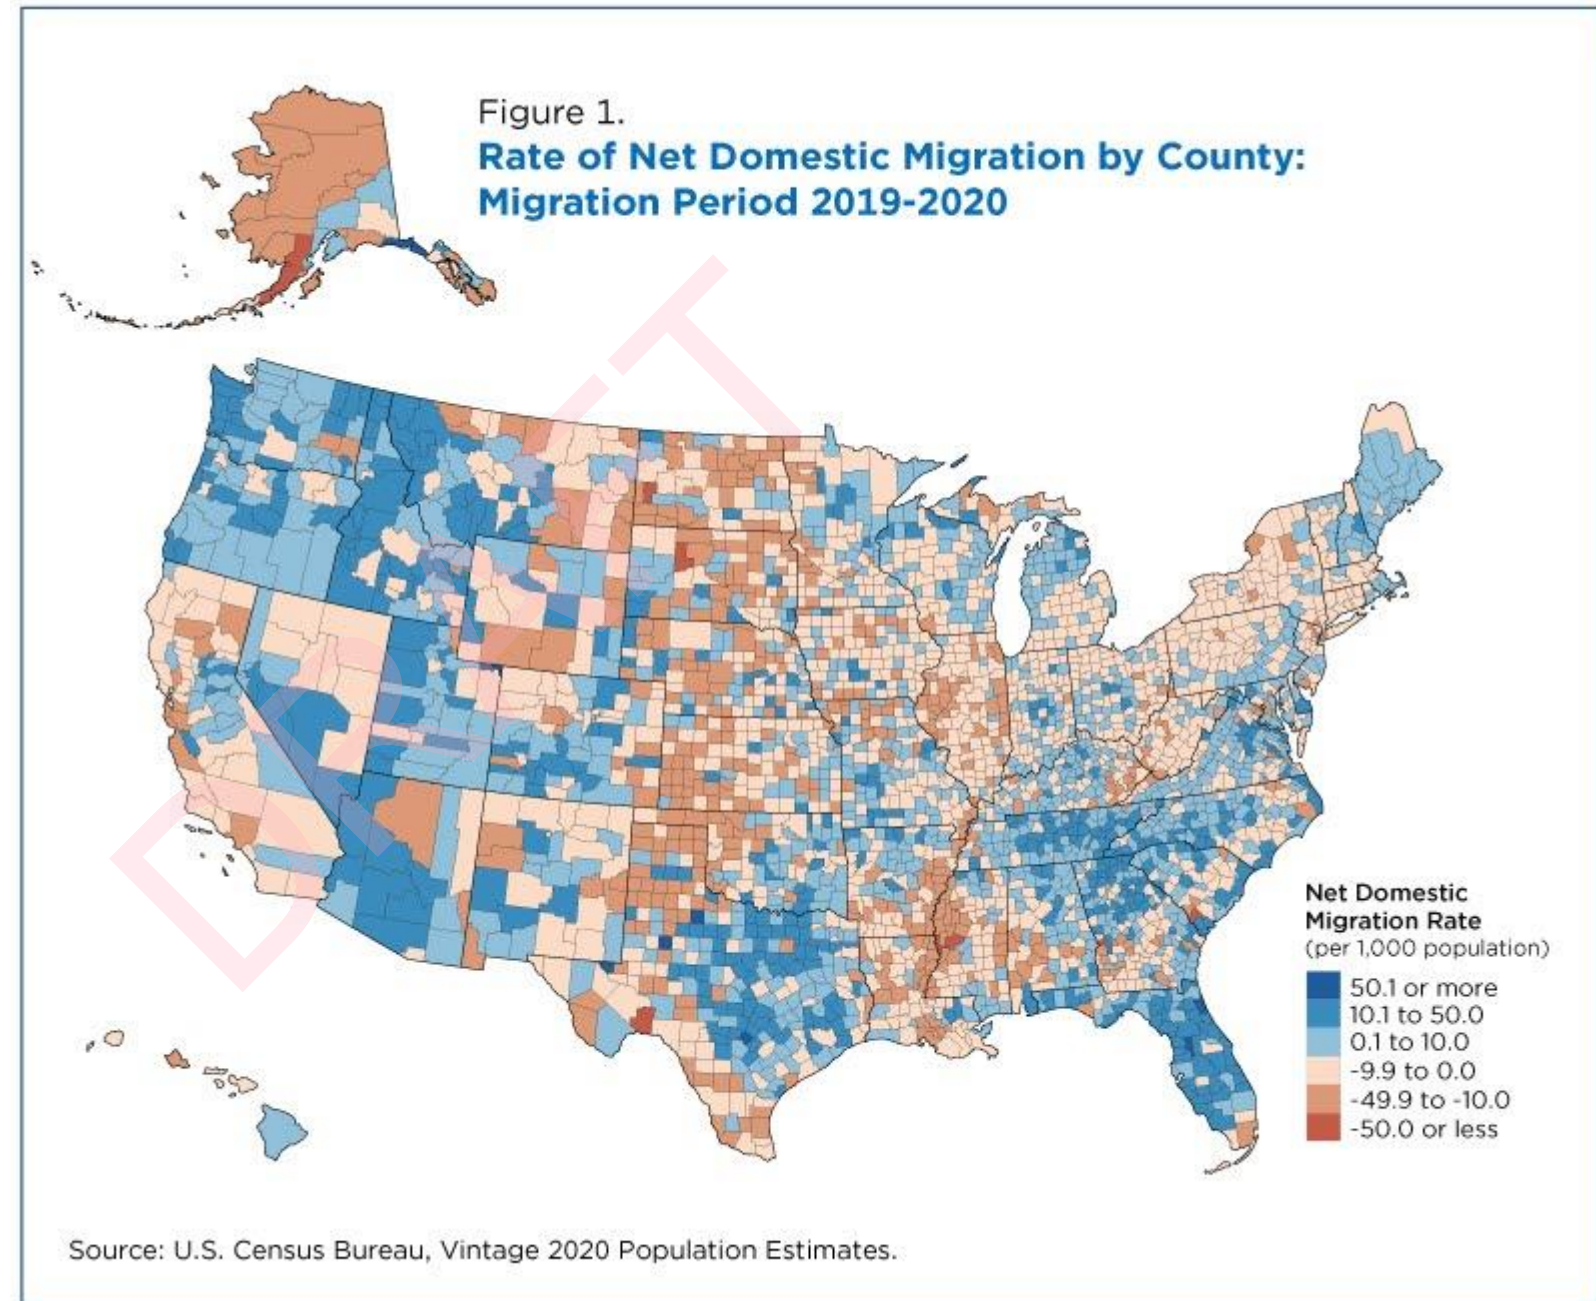 Figure 1.
Rate of Net Domestic Migration by County:
Migration Period 2019-2020
DRAFT
Net Domestic
Migration Rate
(per 1,000 population)
50.1 or more
10.1 to 50.0
0.1 to 10.0
-9.9 to 0.0
-49.9 to -10.0
-50.0 or less
Source: U.S. Census Bureau, Vintage 2020 Population Estimates.